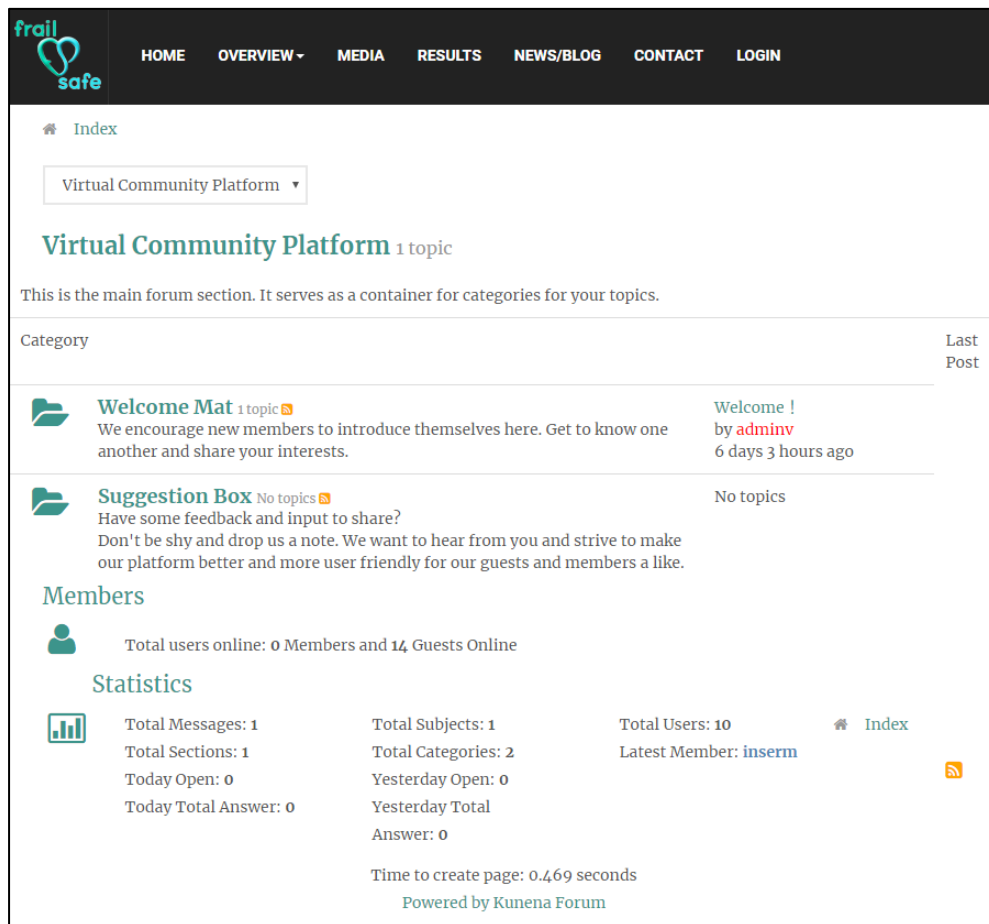 frail
safe
HOME OVERVIEW MEDIA RESULTS NEWS/BLOG CONTACT LOGIN
Index
Virtual Community Platform
Virtual Community Platform 1 topic
This is the main forum section. It serves as a container for categories for your topics.
Category
Last
Post
Welcome Mat 1 topic
We encourage new members to introduce themselves here. Get to know one
another and share your interests.
Welcome !
by adminv
6 days 3 hours ago
Suggestion Box No topics
Have some feedback and input to share?
Don't be shy and drop us a note. We want to hear from you and strive to make
our platform better and more user friendly for our guests and members a like.
No topics
Members
Total users online: 0 Members and 14 Guests Online
Statistics
Total Messages: 1
Total Sections: 1
Today Open: 0
Today Total Answer: 0
Total Subjects: 1
Total Categories: 2
Yesterday Open: 0
Yesterday Total
Answer: 0
Total Users: 10
Latest Member: inserm
Index
Time to create page: 0.469 seconds
Powered by Kunena Forum